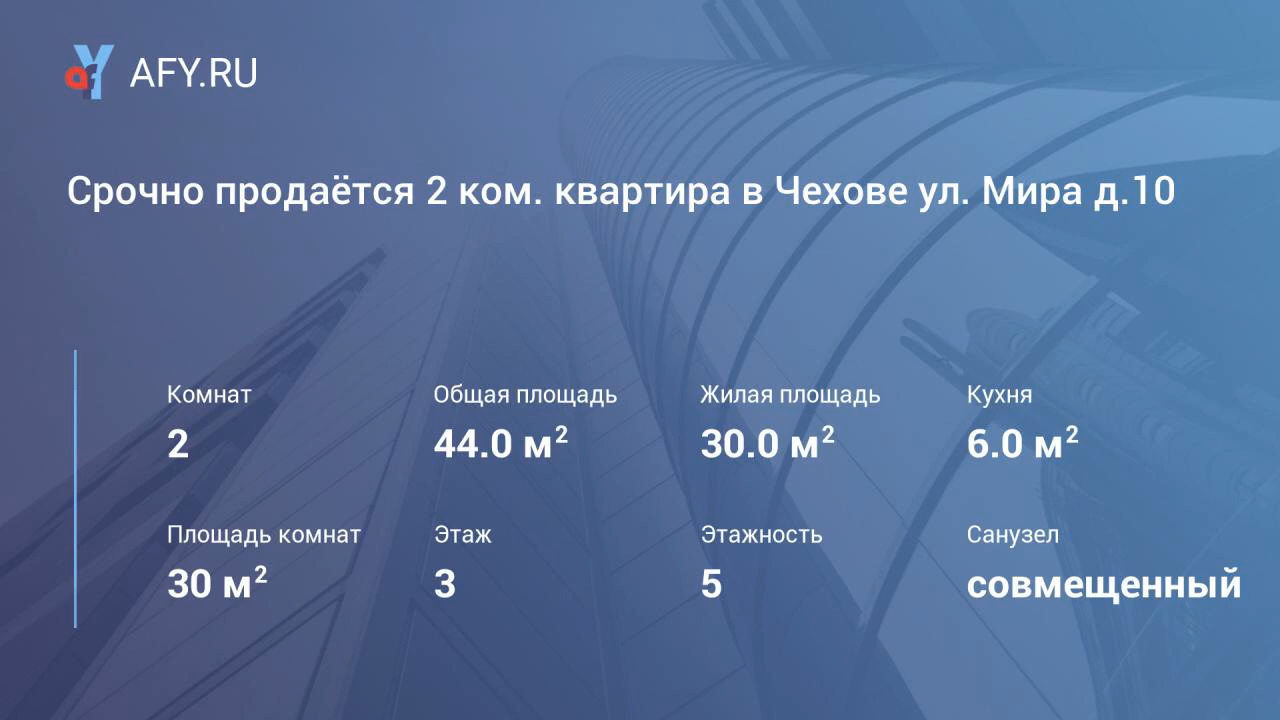 AFY.RU
Срочно продаётся 2 ком. квартира в Чехове ул. Мира д.10
Комнат Общая площадь Жилая площадь Кухня
2 44.0 м² 30.0 м² 6.0 м²
Площадь комнат Этаж Этажность Санузел
30 м² 3 5 совмещенный